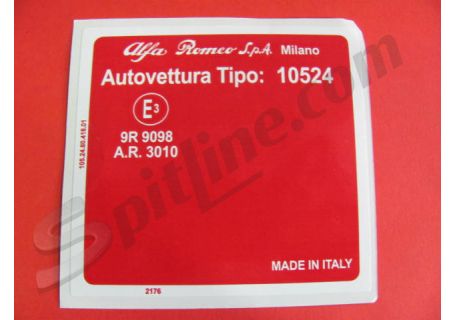 Alfa Romeo S.p.A. Milano
Autovettura Tipo: 10524
E3
9R 9098
A.R. 3010
105.24.80.418.01
MADE IN ITALY
2176
Spitline.com